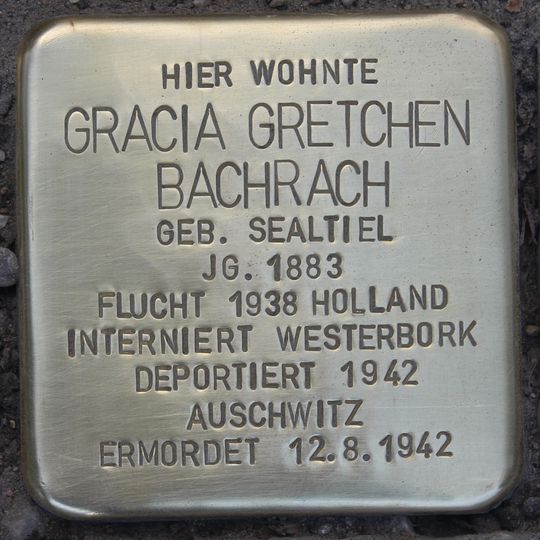 HIER WOHNTE
GRACIA GRETCHEN
BACHRACH
GEB. SEALTIEL
JG. 1883
FLUCHT 1938 HOLLAND
INTERNIERT WESTERBORK
DEPORTIERT 1942
AUSCHWITZ
ERMORDET 12.8.1942